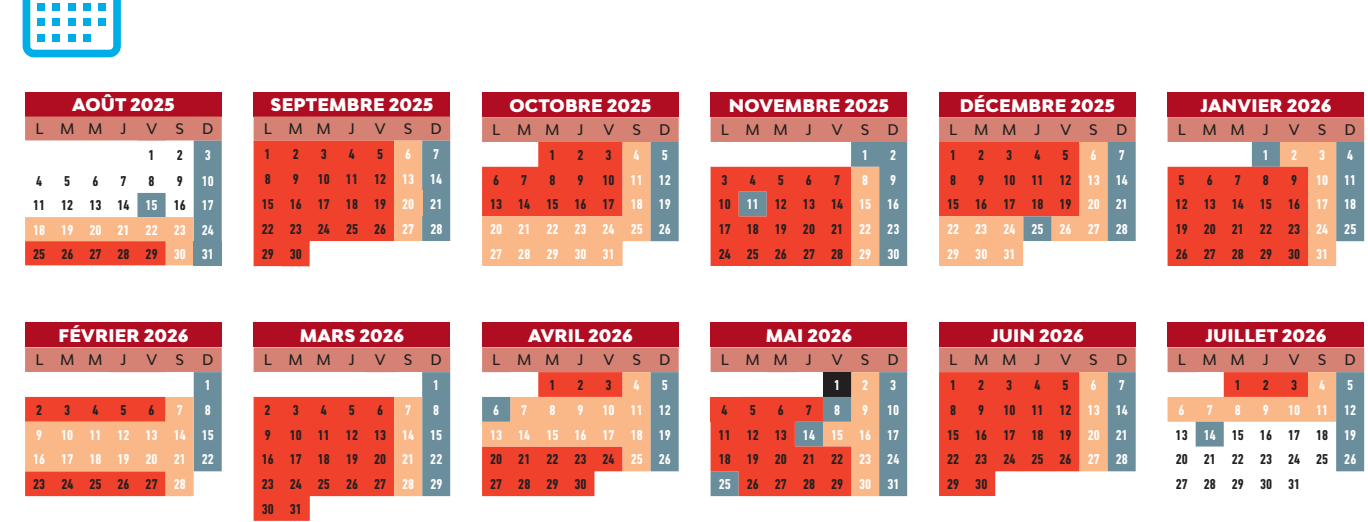 AOÛT 2025
L M M J V S D
1 2 3
4 5 6 7 8 9 10
11 12 13 14 15 16 17
18 19 20 21 22 23 24
25 26 27 28 29 30 31
SEPTEMBRE 2025
L M M J V S D
1 2 3 4 5 6 7
8 9 10 11 12 13 14
15 16 17 18 19 20 21
22 23 24 25 26 27 28
29 30
OCTOBRE 2025
L M M J V S D
1 2 3 4 5
6 7 8 9 10 11 12
13 14 15 16 17 18 19
20 21 22 23 24 25 26
27 28 29 30 31
NOVEMBRE 2025
L M M J V S D
1 2
3 4 5 6 7 8 9
10 11 12 13 14 15 16
17 18 19 20 21 22 23
24 25 26 27 28 29 30
DÉCEMBRE 2025
L M M J V S D
1 2 3 4 5 6 7
8 9 10 11 12 13 14
15 16 17 18 19 20 21
22 23 24 25 26 27 28
29 30 31
JANVIER 2026
L M M J V S D
1 2 3 4
5 6 7 8 9 10 11
12 13 14 15 16 17 18
19 20 21 22 23 24 25
26 27 28 29 30 31
FÉVRIER 2026
L M M J V S D
1
2 3 4 5 6 7 8
9 10 11 12 13 14 15
16 17 18 19 20 21 22
23 24 25 26 27 28
MARS 2026
L M M J V S D
1
2 3 4 5 6 7 8
9 10 11 12 13 14 15
16 17 18 19 20 21 22
23 24 25 26 27 28 29
30 31
AVRIL 2026
L M M J V S D
1 2 3 4 5
6 7 8 9 10 11 12
13 14 15 16 17 18 19
20 21 22 23 24 25 26
27 28 29 30
MAI 2026
L M M J V S D
1 2 3
4 5 6 7 8 9 10
11 12 13 14 15 16 17
18 19 20 21 22 23 24
25 26 27 28 29 30 31
JUIN 2026
L M M J V S D
1 2 3 4 5 6 7
8 9 10 11 12 13 14
15 16 17 18 19 20 21
22 23 24 25 26 27 28
29 30
JUILLET 2026
L M M J V S D
1 2 3 4 5
6 7 8 9 10 11 12
13 14 15 16 17 18 19
20 21 22 23 24 25 26
27 28 29 30 31